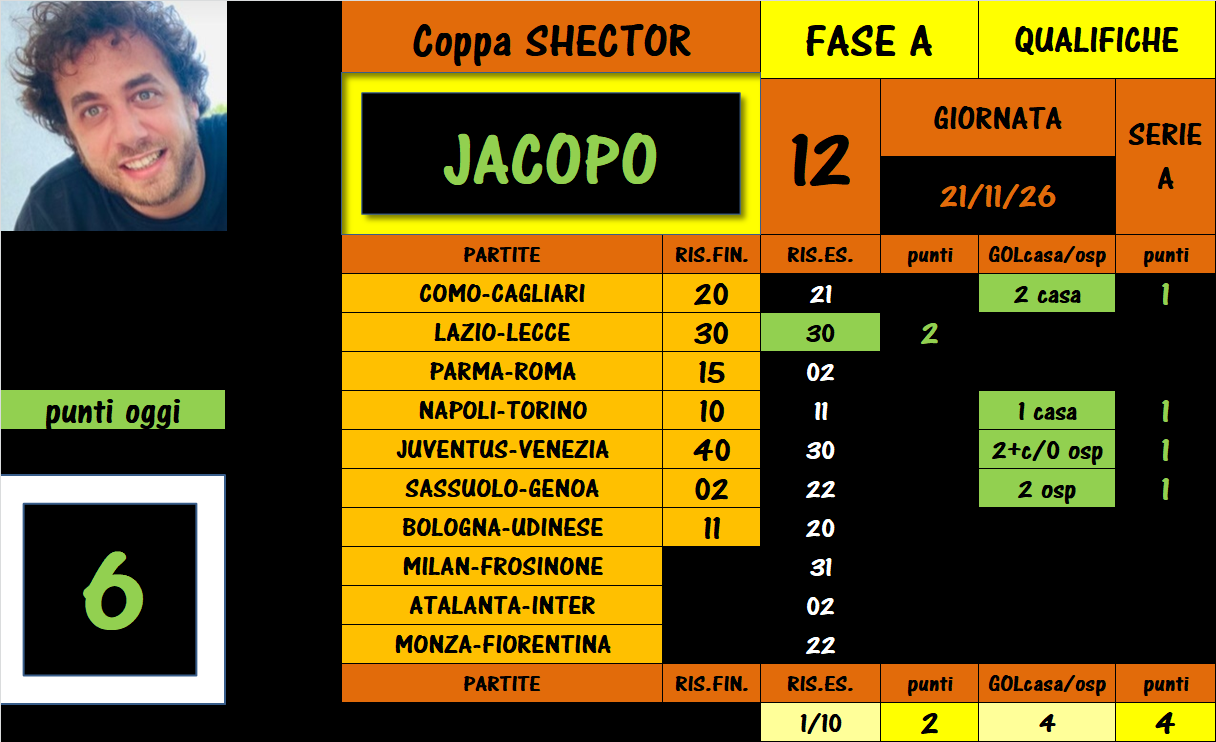 Coppa SHECTOR
FASE A
QUALIFICHE
JACOPO
12
GIORNATA
21/11/26
SERIE
A
PARTITE RIS.FIN. RIS.ES. punti GOLcasa/osp punti
COMO-CAGLIARI 20 21 2 casa 1
LAZIO-LECCE 30 30 2
PARMA-ROMA 15 02
punti oggi
NAPOLI-TORINO 10 11 1 casa 1
JUVENTUS-VENEZIA 40 30 2+c/0 osp 1
SASSUOLO-GENOA 02 22 2 osp 1
BOLOGNA-UDINESE 11 20
6
MILAN-FROSINONE 31
ATALANTA-INTER 02
MONZA-FIORENTINA 22
PARTITE RIS.FIN. RIS.ES. punti GOLcasa/osp punti
1/10 2 4 4